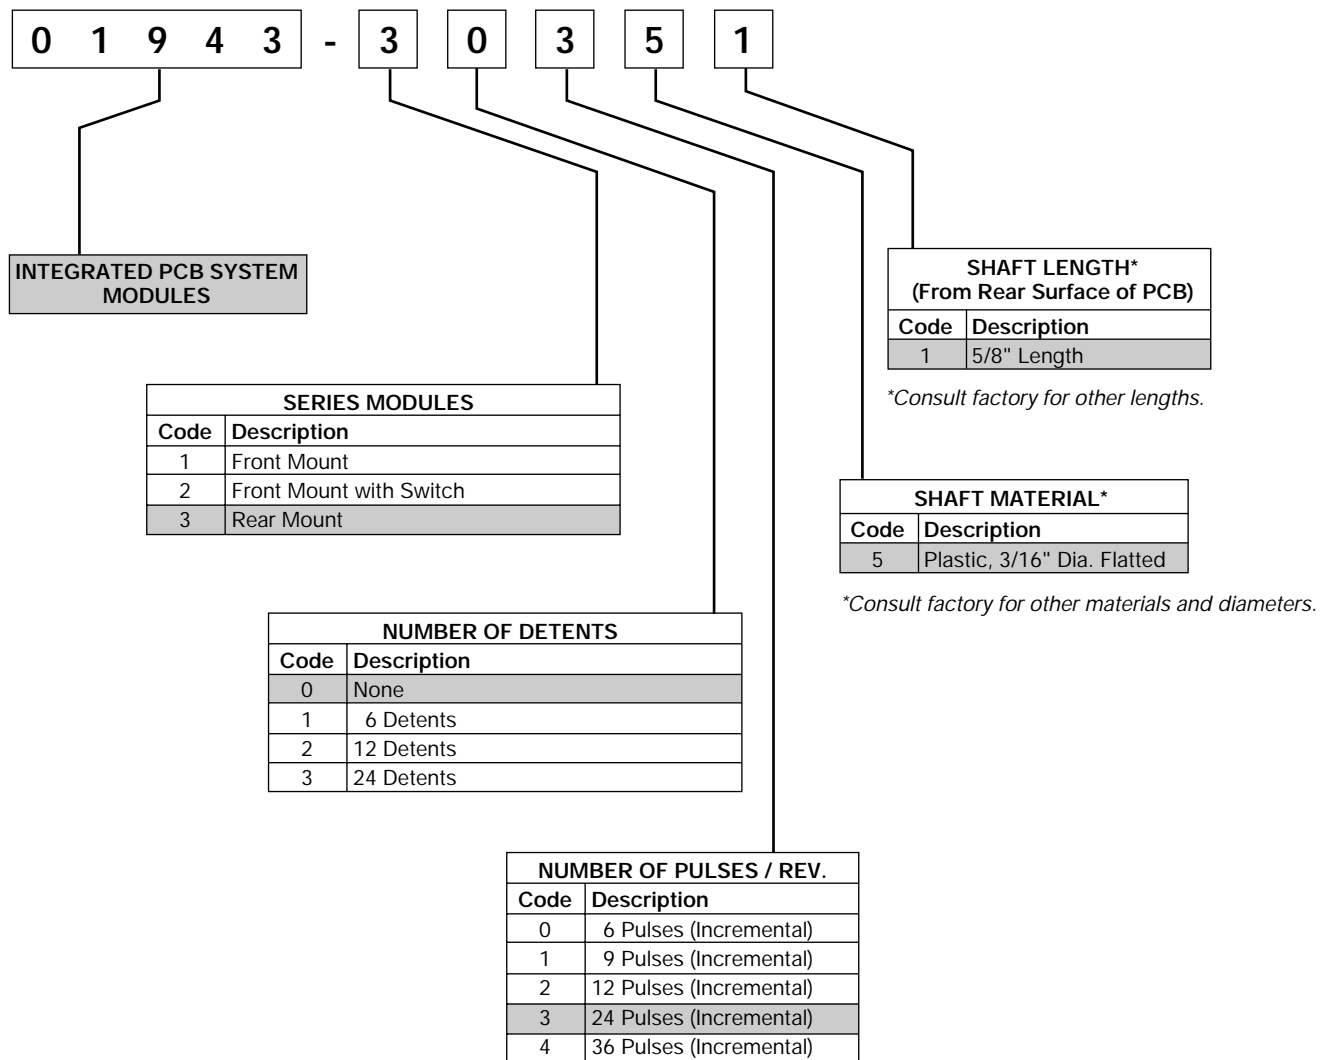 0 1 9 4 3 - 3 0 3 5 1
INTEGRATED PCB SYSTEM
MODULES
SHAFT LENGTH*
(From Rear Surface of PCB)
Code Description
1 5/8" Length
*Consult factory for other lengths.
SERIES MODULES
Code Description
1 Front Mount
2 Front Mount with Switch
3 Rear Mount
SHAFT MATERIAL*
Code Description
5 Plastic, 3/16" Dia. Flatted
*Consult factory for other materials and diameters.
NUMBER OF DETENTS
Code Description
0 None
1 6 Detents
2 12 Detents
3 24 Detents
NUMBER OF PULSES / REV.
Code Description
0 6 Pulses (Incremental)
1 9 Pulses (Incremental)
2 12 Pulses (Incremental)
3 24 Pulses (Incremental)
4 36 Pulses (Incremental)